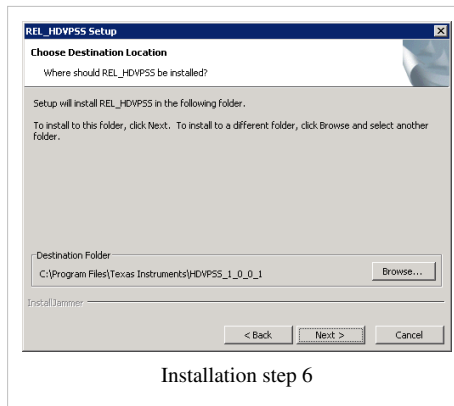 REL_HDVPSS Setup
Choose Destination Location
Where should REL_HDVPSS be installed?
Setup will install REL_HDVPSS in the following folder.
To install to this folder, click Next. To install to a different folder, click Browse and select another
folder.
Destination Folder
C:\Program Files\Texas Instruments\HDVPSS_1_0_0_1
Browse...
InstallJammer
< Back
Next >
Cancel
Installation step 6